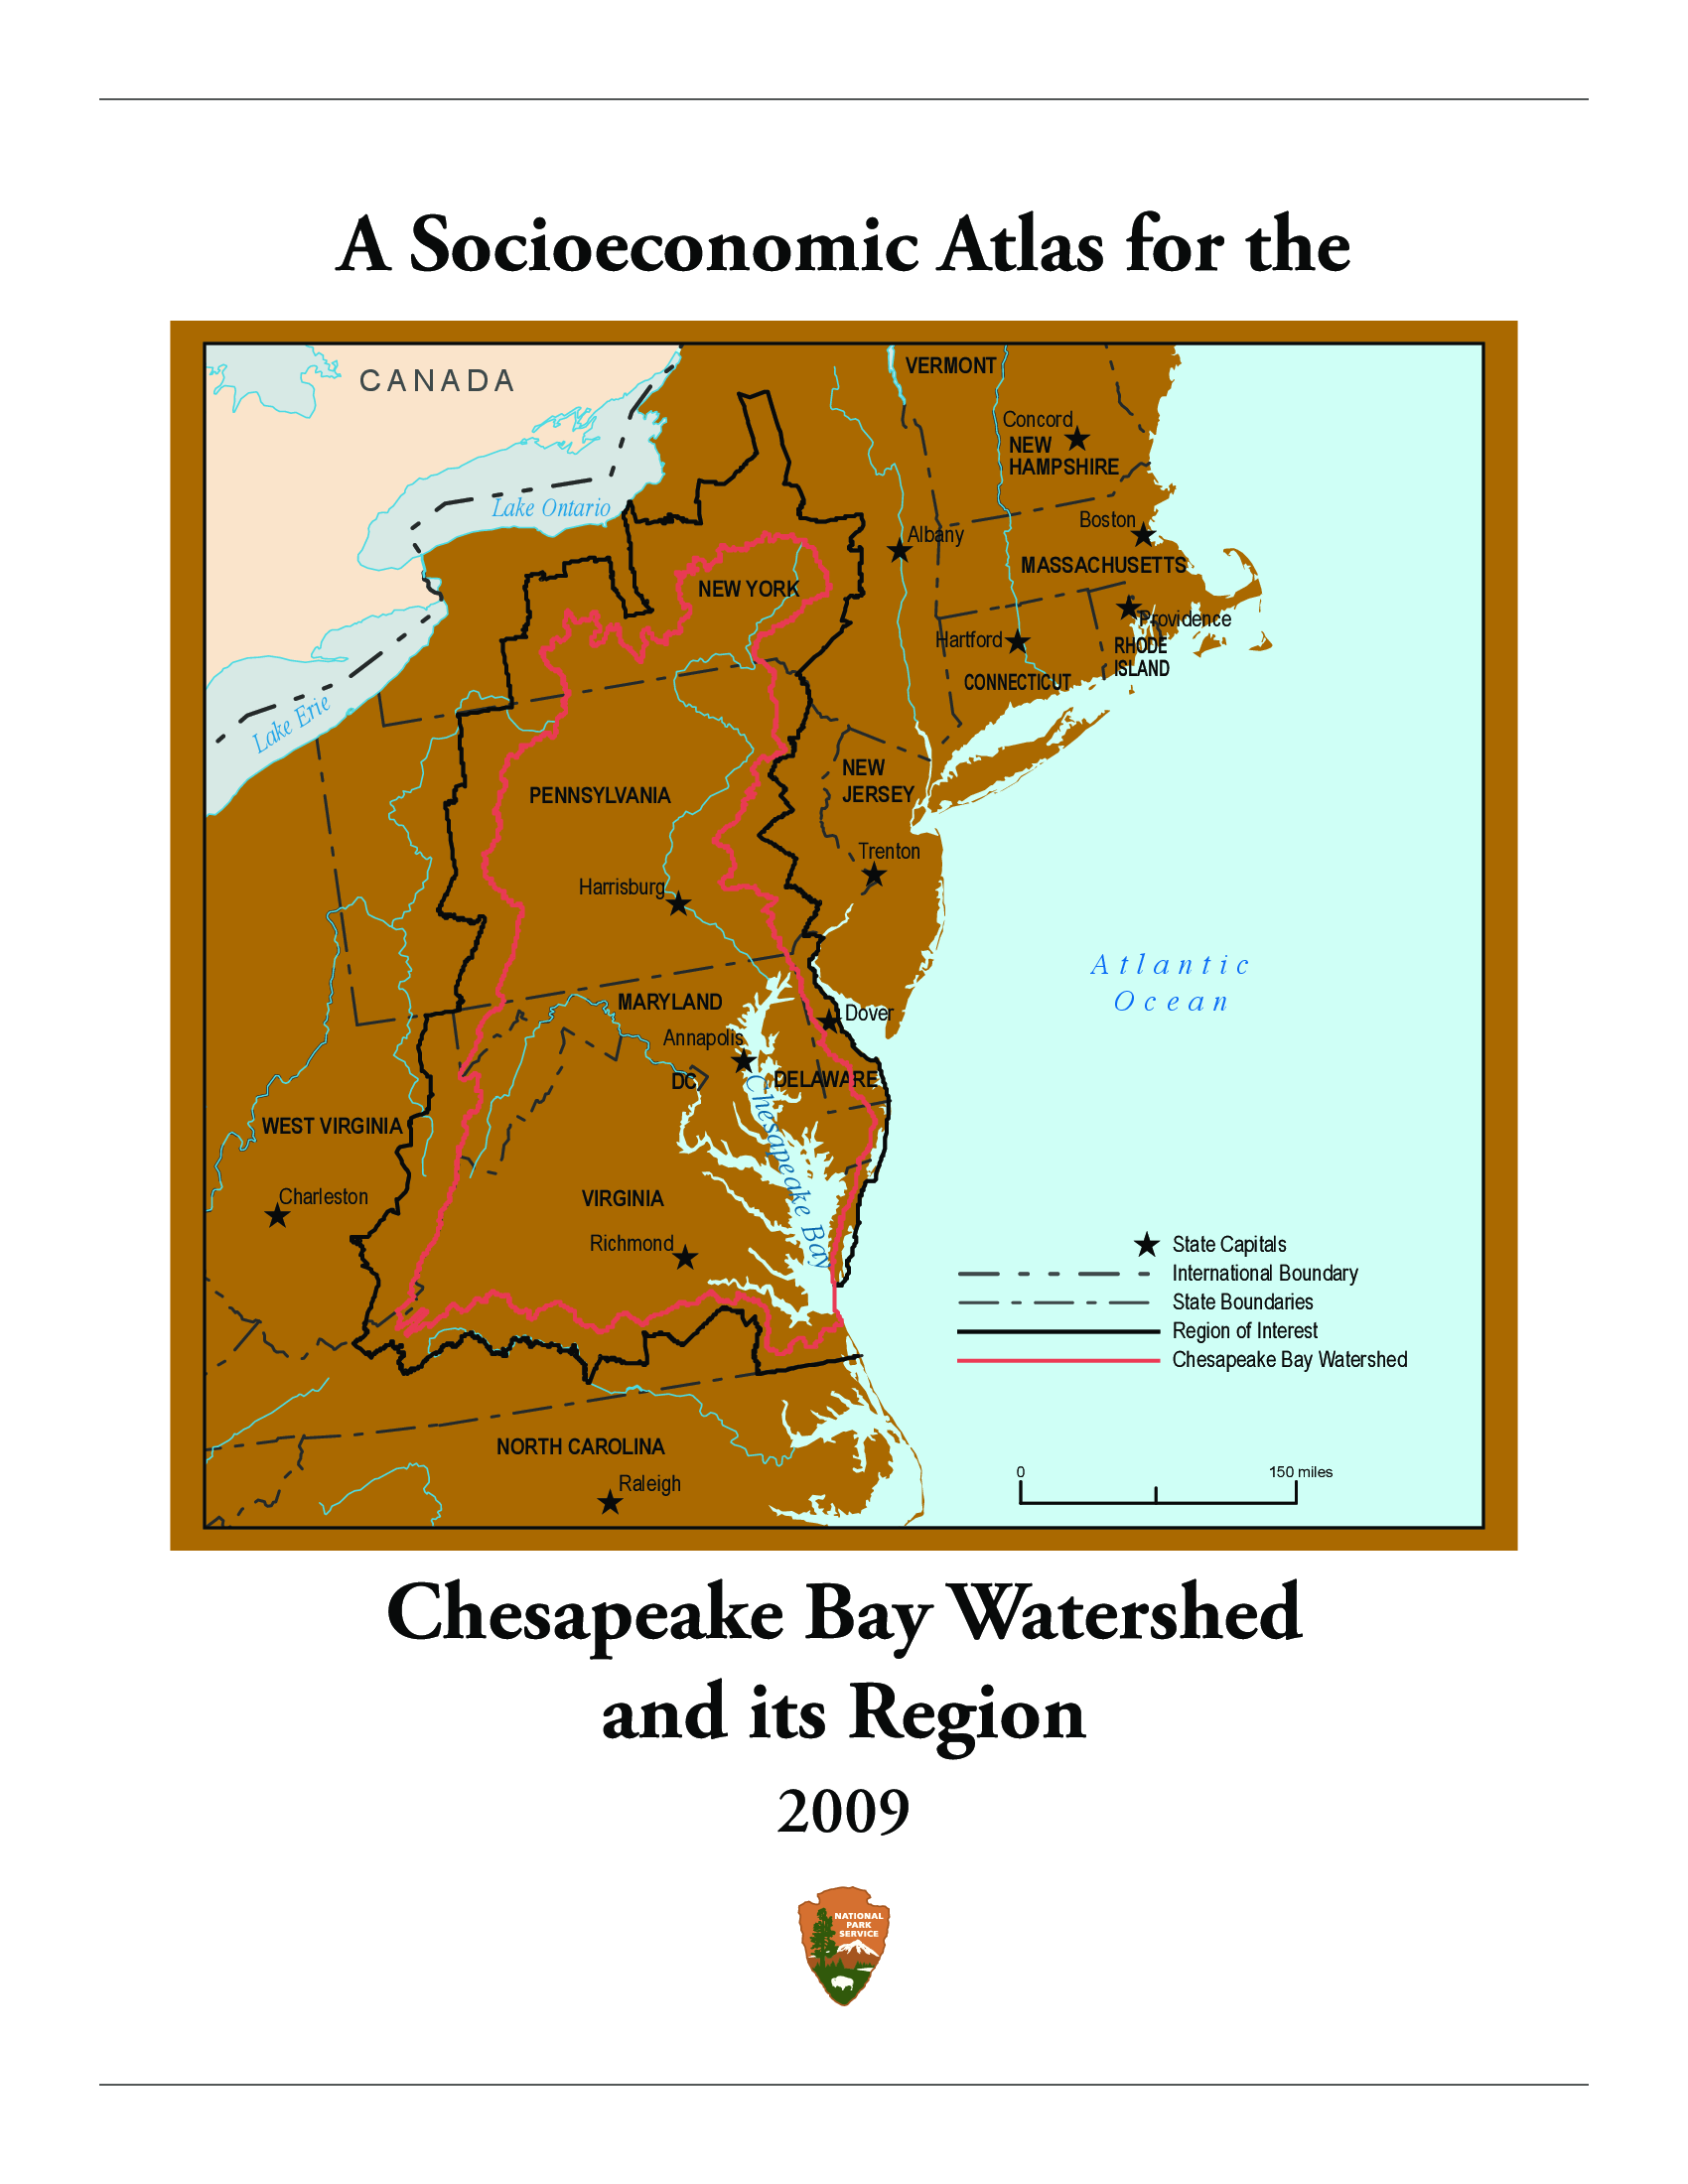 A Socioeconomic Atlas for the
CANADA
VERMONT
Concord
NEW
HAMPSHIRE
Lake Ontario
Boston
Albany
MASSACHUSETTS
NEW YORK
Providence
Hartford
RHODE
ISLAND
CONNECTICUT
Lake Erie
NEW
JERSEY
PENNSYLVANIA
Trenton
Harrisburg
Atlantic
Ocean
MARYLAND
Dover
Annapolis
DC
DELAWARE
Chesapeake Bay
WEST VIRGINIA
Charleston
VIRGINIA
Richmond
State Capitals
International Boundary
State Boundaries
Region of Interest
Chesapeake Bay Watershed
NORTH CAROLINA
Raleigh
0 150 miles
Chesapeake Bay Watershed
and its Region
2009
NATIONAL
PARK
SERVICE